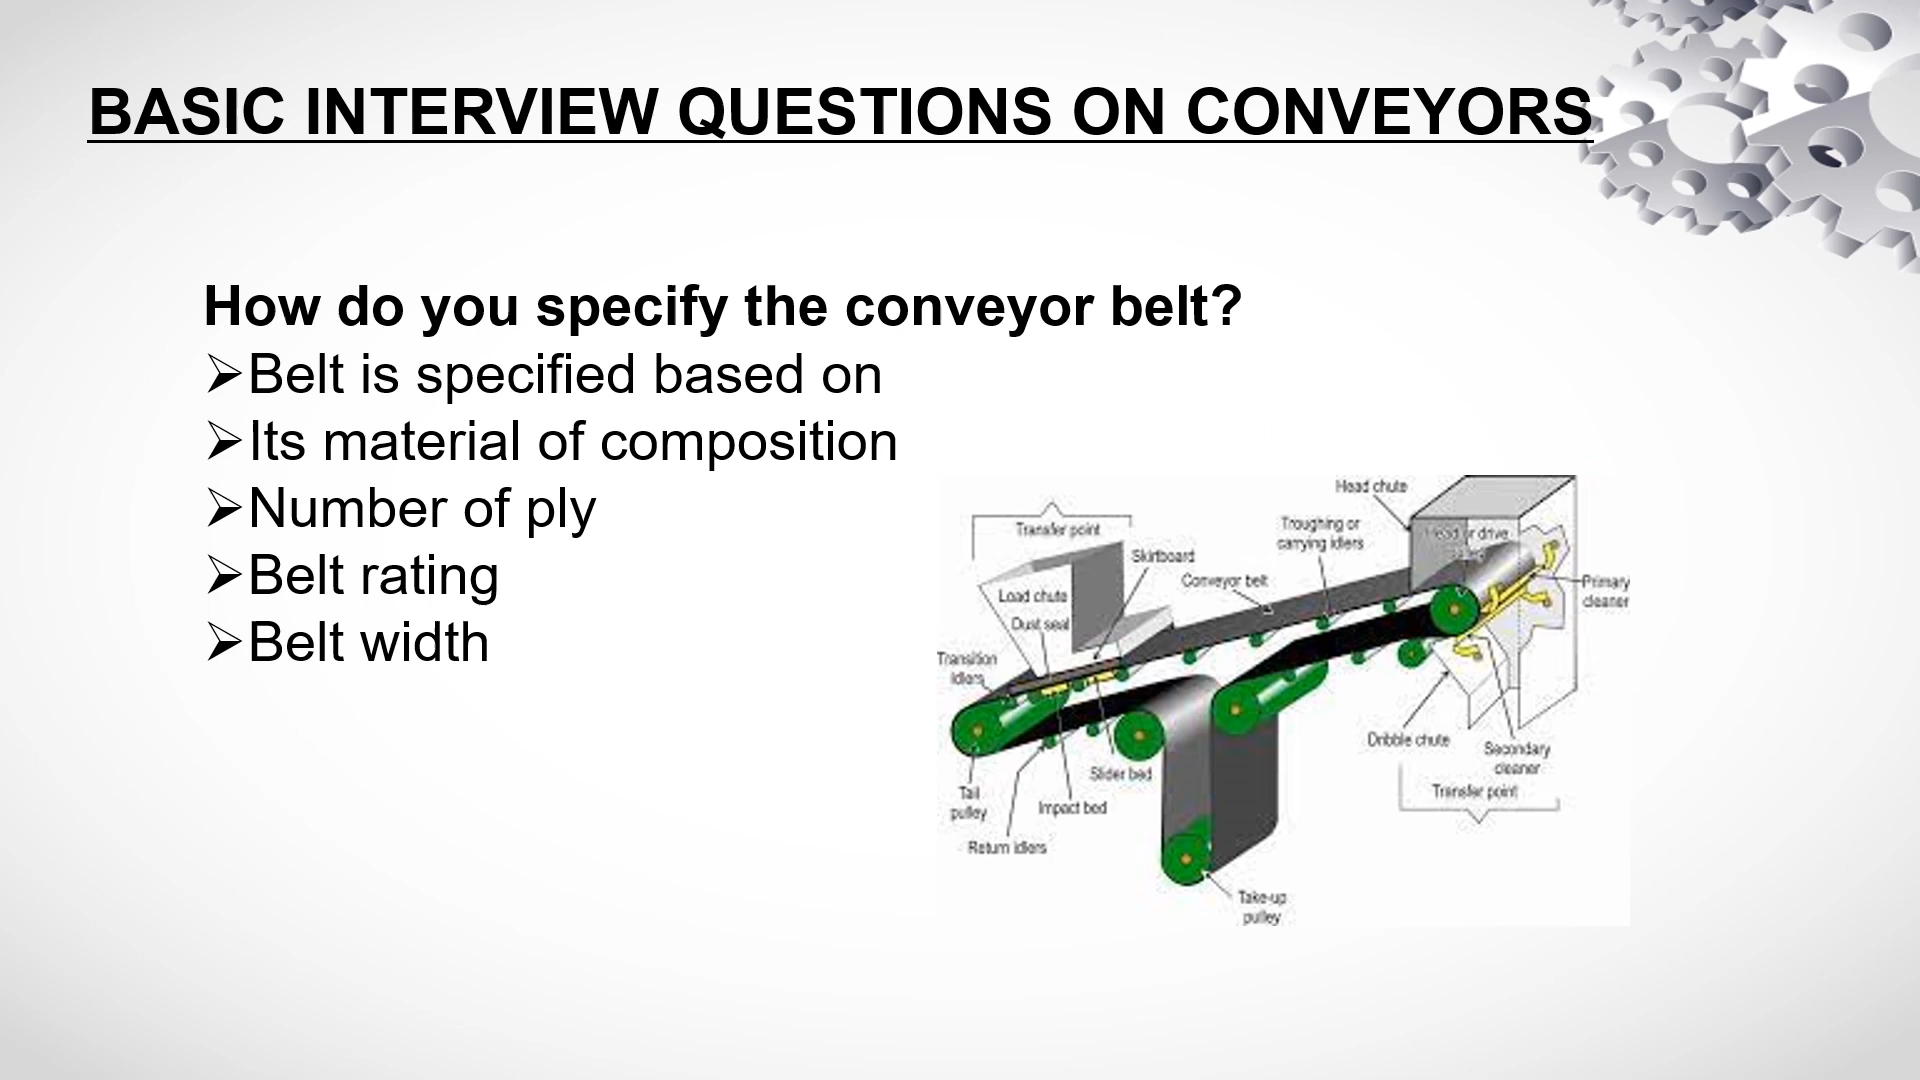 BASIC INTERVIEW QUESTIONS ON CONVEYORS
How do you specify the conveyor belt?
➢Belt is specified based on
➢Its material of composition
➢Number of ply
➢Belt rating
➢Belt width
Head chute
Transfer point
Troughing or
carrying idlers
Head or drive
Skirtboard
Conveyor belt
Primary
cleaner
Load chute
Dust seal
Transition
idlers
Dribble chute
Secondary
cleaner
Slider bed
Tail
pulley
Impact bed
Transfer point
Return idlers
Take-up
pulley